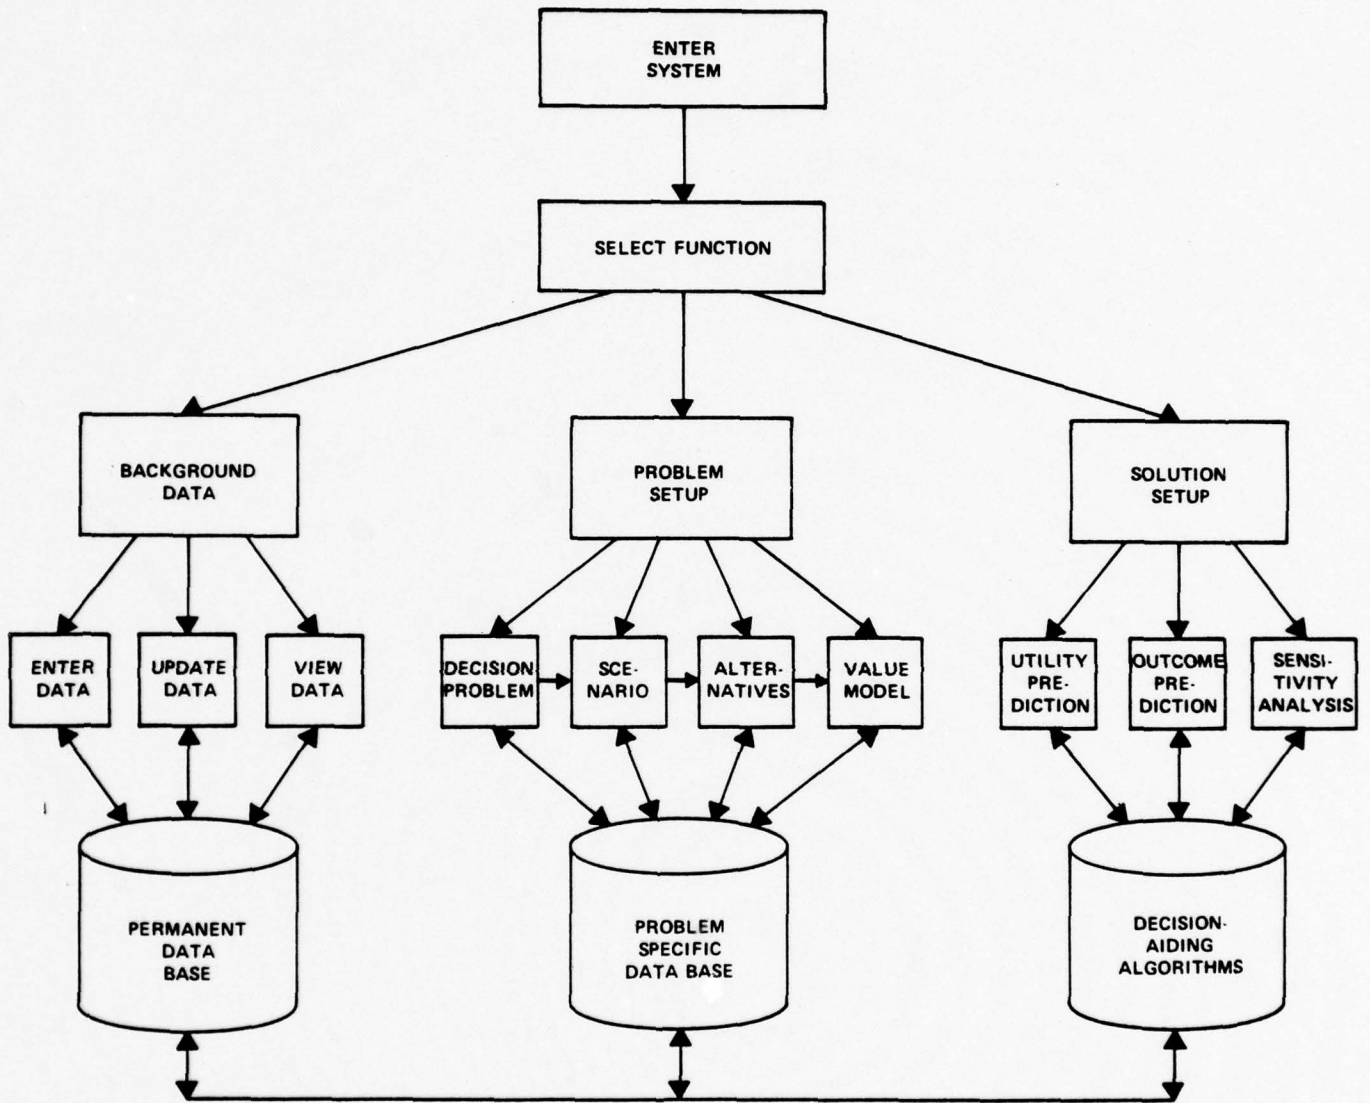 ENTER
SYSTEM
SELECT FUNCTION
BACKGROUND
DATA
PROBLEM
SETUP
SOLUTION
SETUP
ENTER
DATA
UPDATE
DATA
VIEW
DATA
DECISION
PROBLEM
SCE-
NARIO
ALTER-
NATIVES
VALUE
MODEL
UTILITY
PRE-
DICTION
OUTCOME
PRE-
DICTION
SENSI-
TIVITY
ANALYSIS
PERMANENT
DATA
BASE
PROBLEM
SPECIFIC
DATA BASE
DECISION-
AIDING
ALGORITHMS